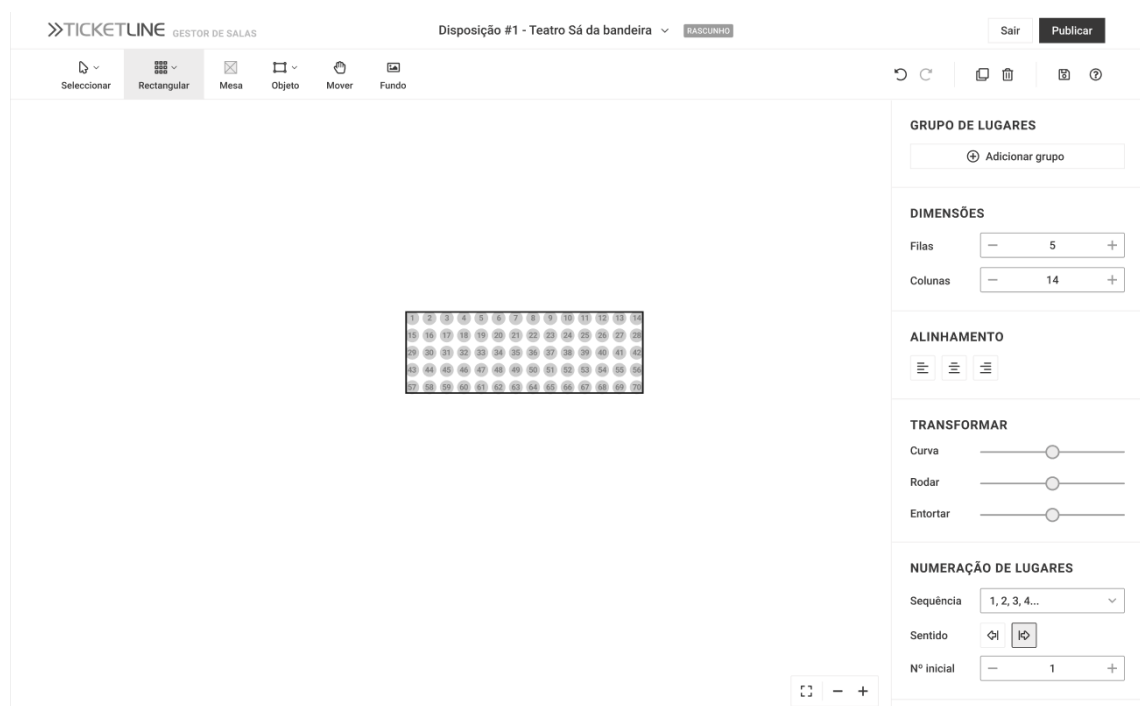 TICKETLINE GESTOR DE SALAS
Disposição #1 - Teatro Sá da bandeira
RASCUNHO
Sair
Publicar
Seleccionar
Rectangular
Mesa
Objeto
Mover
Fundo
GRUPO DE LUGARES
Adicionar grupo
DIMENSÕES
Filas 5
Colunas 14
1 2 3 4 5 6 7 8 9 10 11 12 13 14
15 16 17 18 19 20 21 22 23 24 25 26 27 28
29 30 31 32 33 34 35 36 37 38 39 40 41 42
43 44 45 46 47 48 49 50 51 52 53 54 55 56
57 58 59 60 61 62 63 64 65 66 67 68 69 70
ALINHAMENTO
TRANSFORMAR
Curva
Rodar
Entortar
NUMERAÇÃO DE LUGARES
Sequência 1, 2, 3, 4...
Sentido
Nº inicial 1